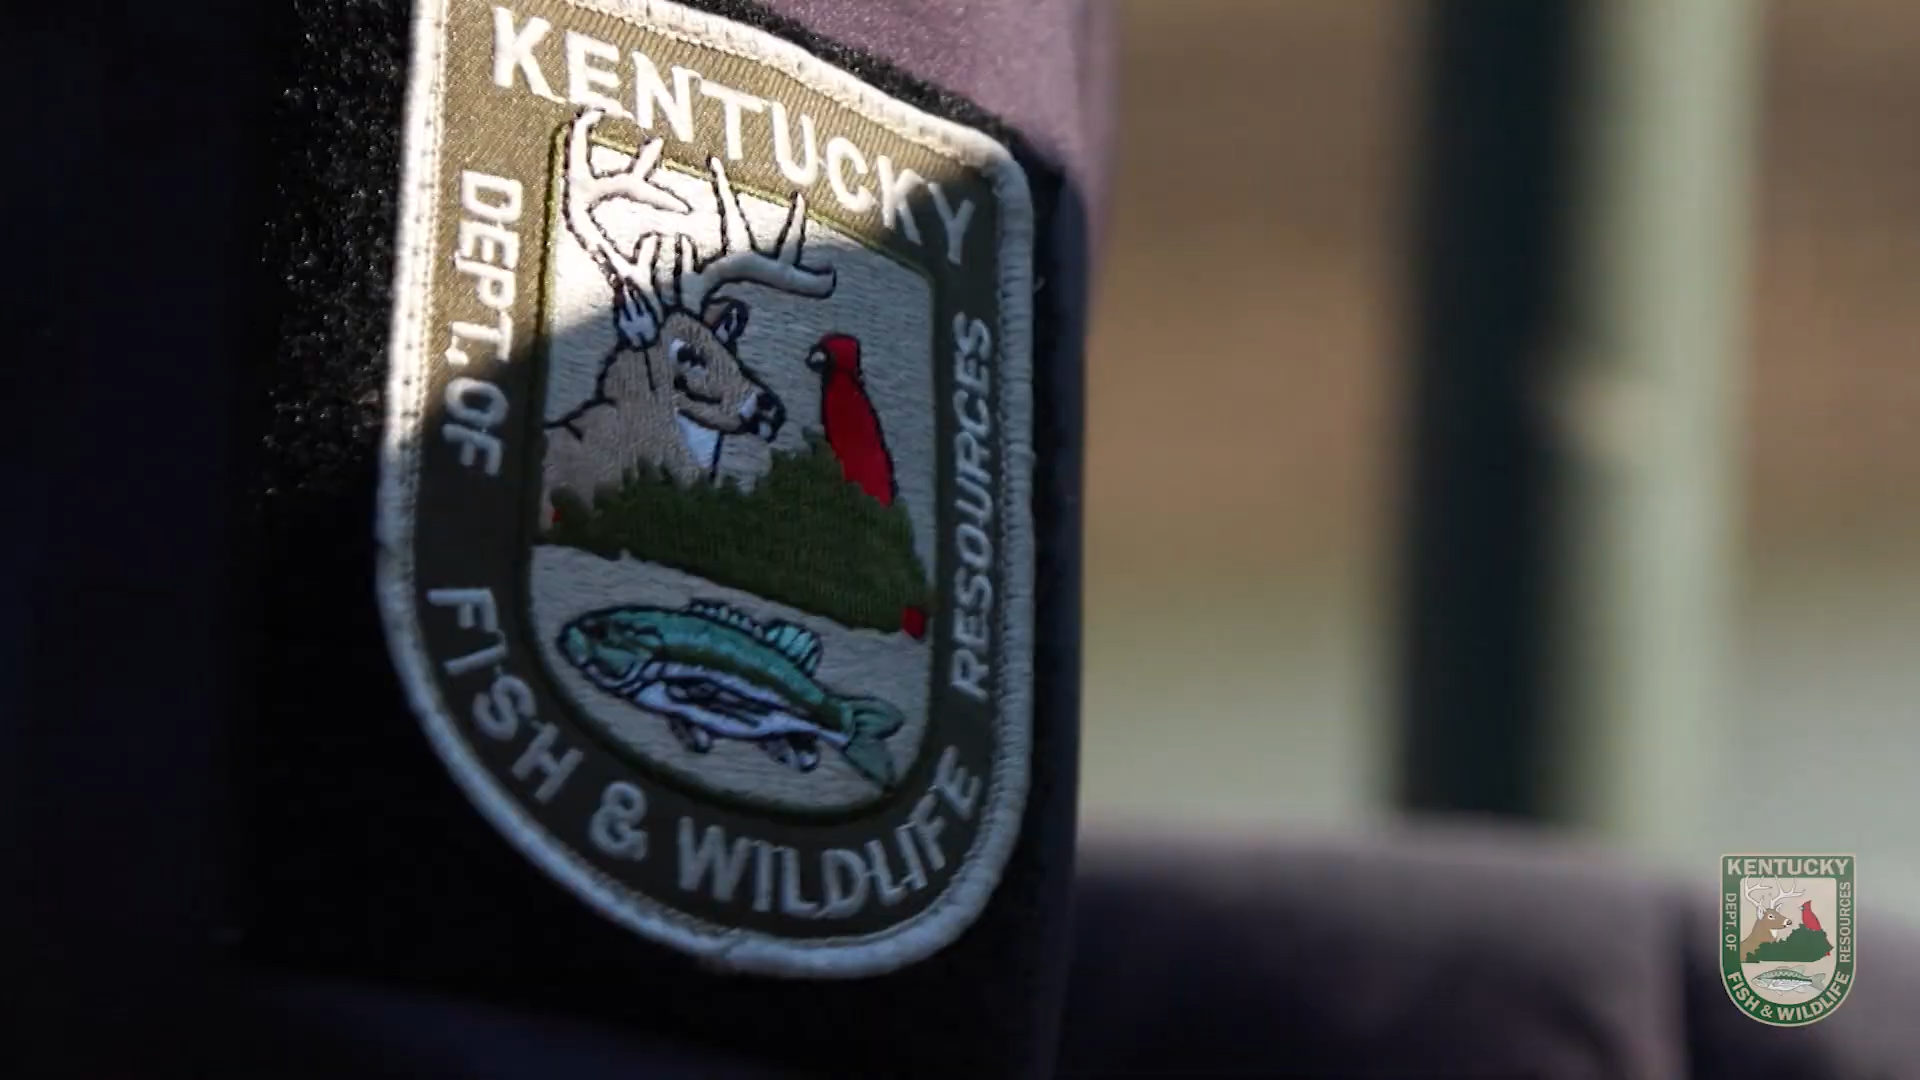 KENTUCKY
DEPT. OF
FISH & WILDLIFE
RESOURCES
KENTUCKY
DEPT. OF
FISH & WILDLIFE
RESOURCES